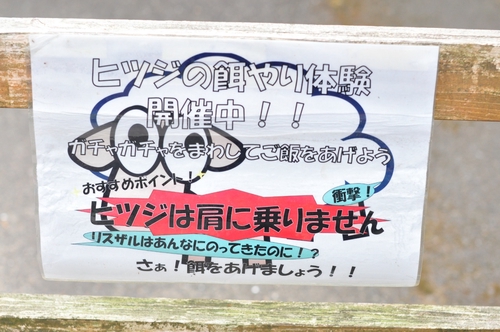 ヒツジの餌やり体験
開催中！！
ガチャガチャをまわしてご飯をあげよう
おすすめポイント！
衝撃！
ヒツジは肩に乗りません
リスザルはあんなにのってきたのに！？
さぁ！餌をあげましょう！！